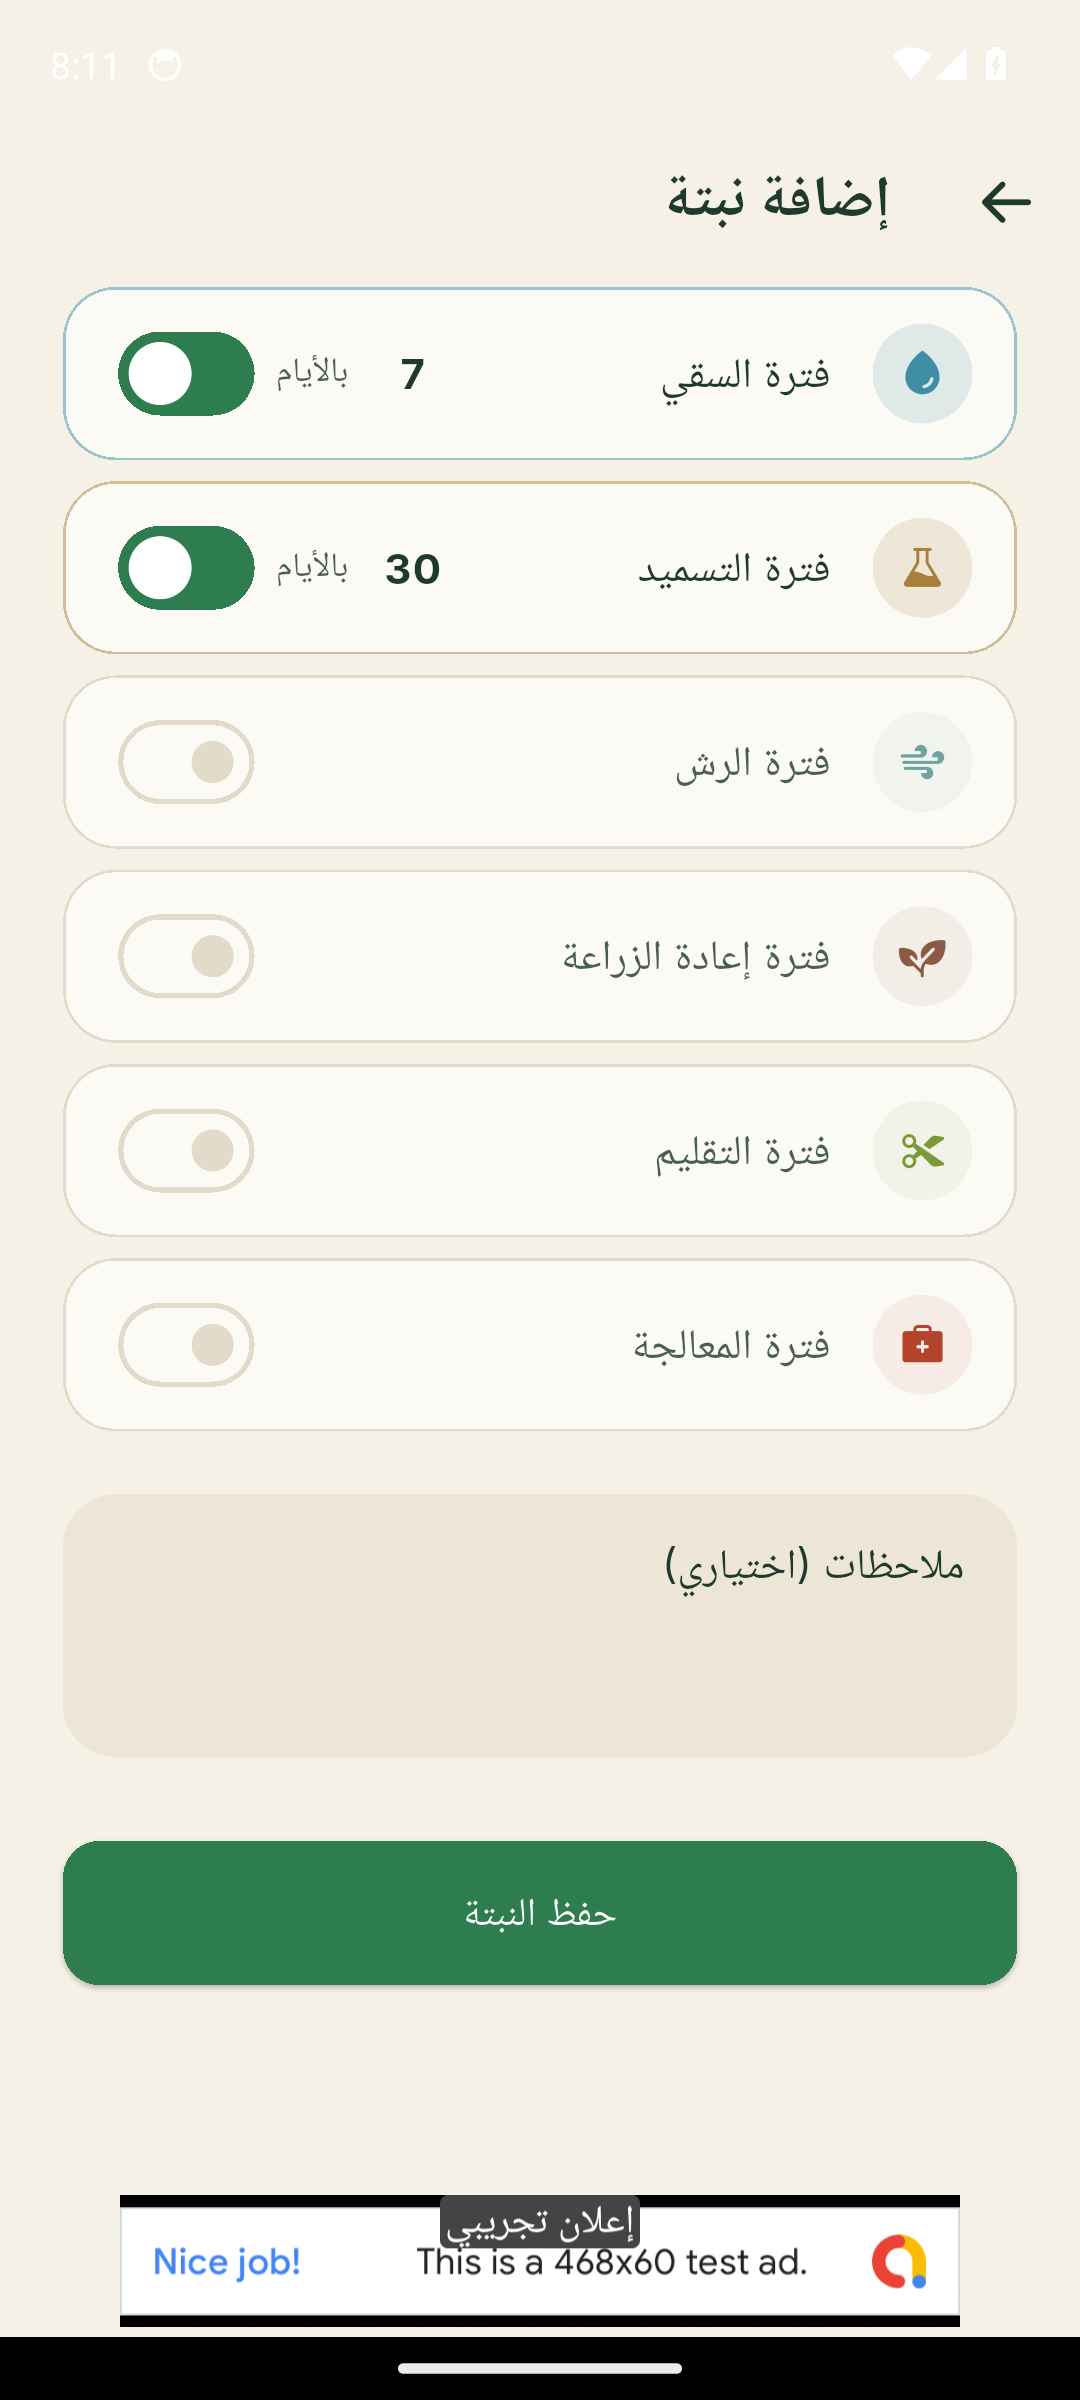 8:11
إضافة نبتة
فترة السقي 7 بالأيام
فترة التسميد 30 بالأيام
فترة الرش
فترة إعادة الزراعة
فترة التقليم
فترة المعالجة
ملاحظات (اختياري)
حفظ النبتة
إعلان تجريبي
Nice job! This is a 468x60 test ad.